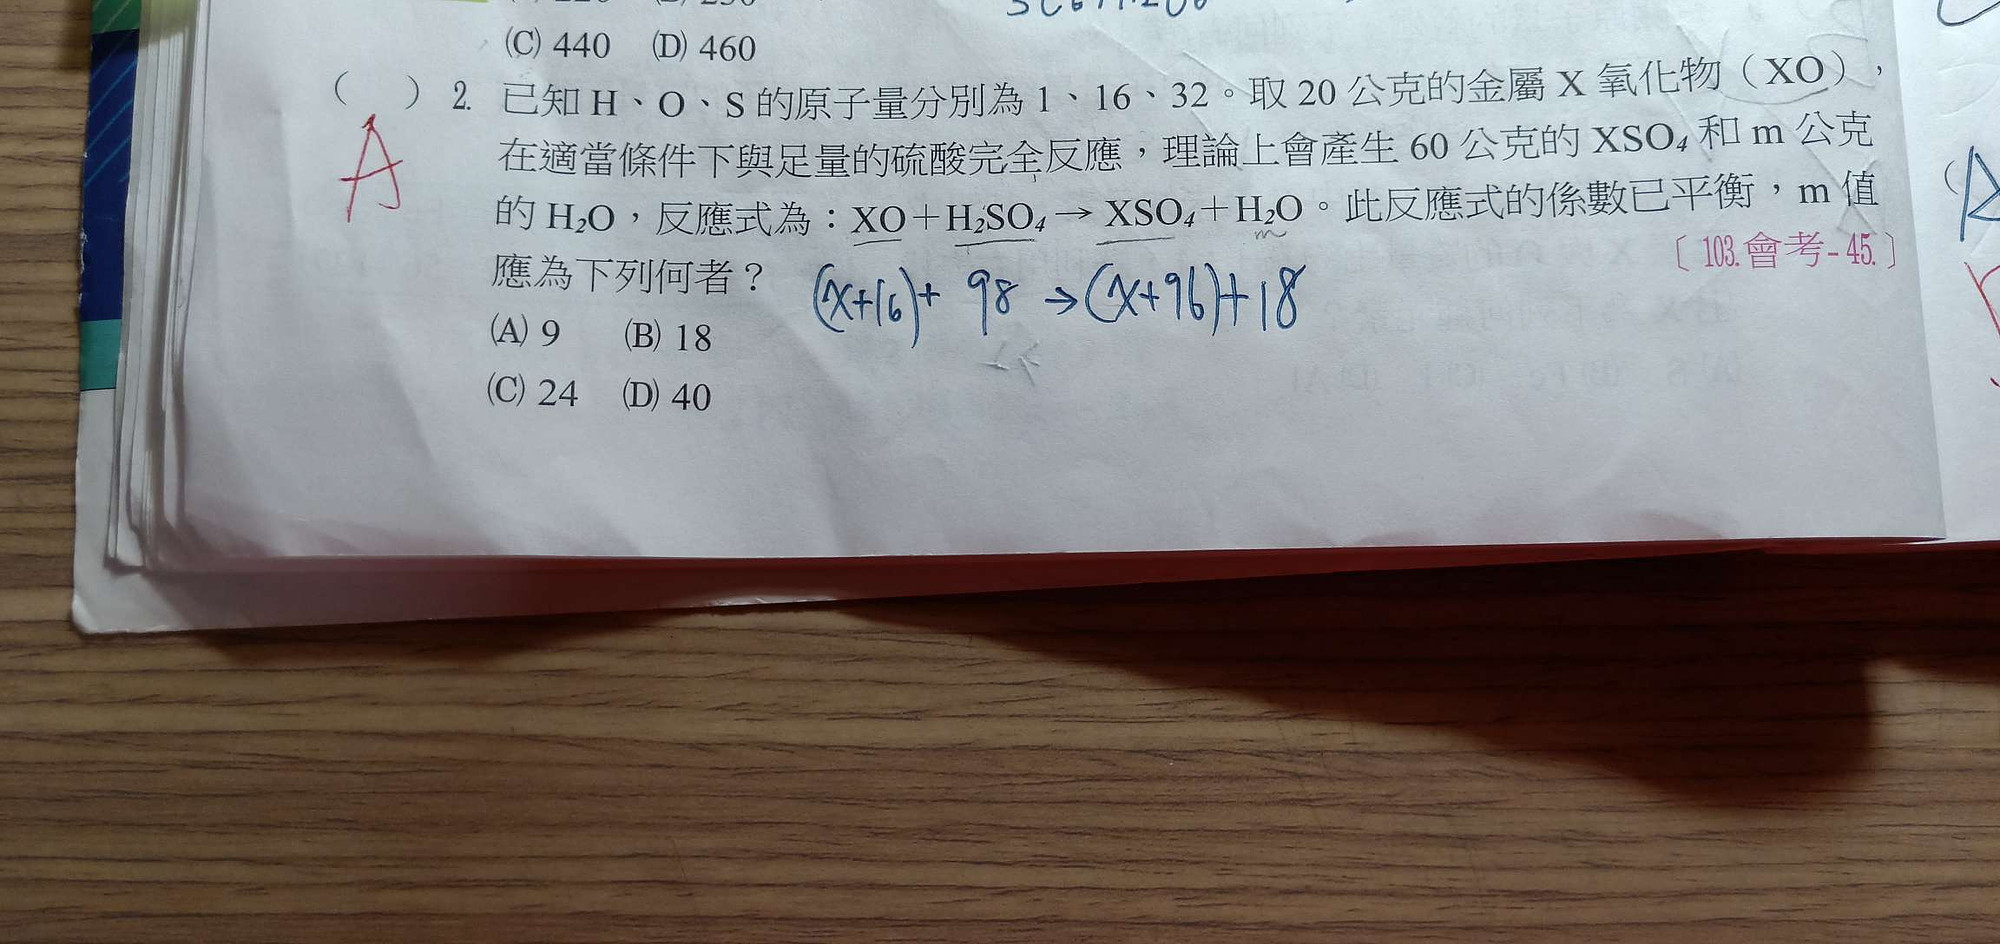 (C) 440 (D) 460
( ) 2. 已知 H、O、S 的原子量分別為 1、16、32。取 20 公克的金屬 X 氧化物(XO),
A
在適當條件下與足量的硫酸完全反應,理論上會產生 60 公克的 XSO₄ 和 m 公克
的 H₂O,反應式為:XO+H₂SO₄→XSO₄+H₂O。此反應式的係數已平衡,m 值
m
應為下列何者?
〔103.會考-45.〕
(x+16)+ 98 →(x+96)+18
(A) 9 (B) 18
(C) 24 (D) 40